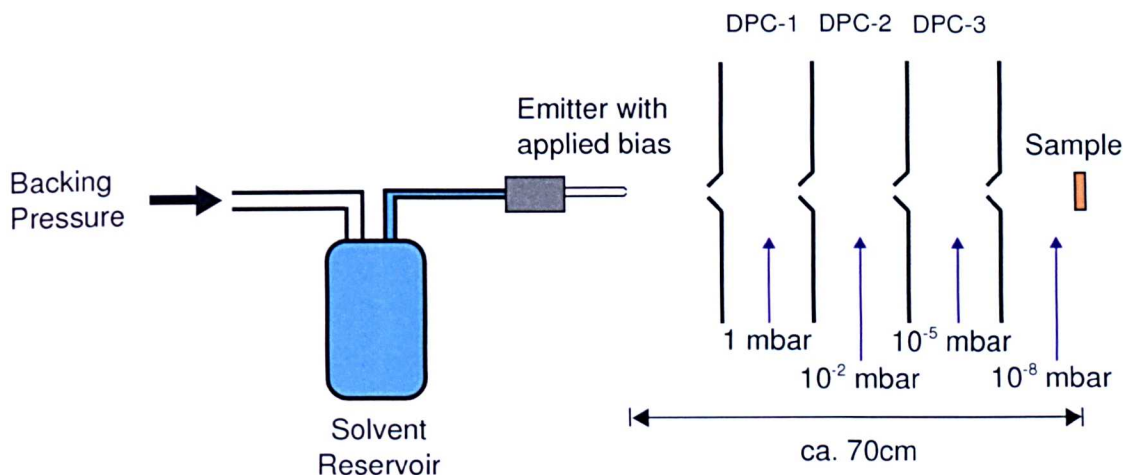 DPC-1 DPC-2 DPC-3
Emitter with
applied bias
Sample
Backing
Pressure
1 mbar
10⁻² mbar
10⁻⁵ mbar
10⁻⁸ mbar
Solvent
Reservoir
ca. 70cm